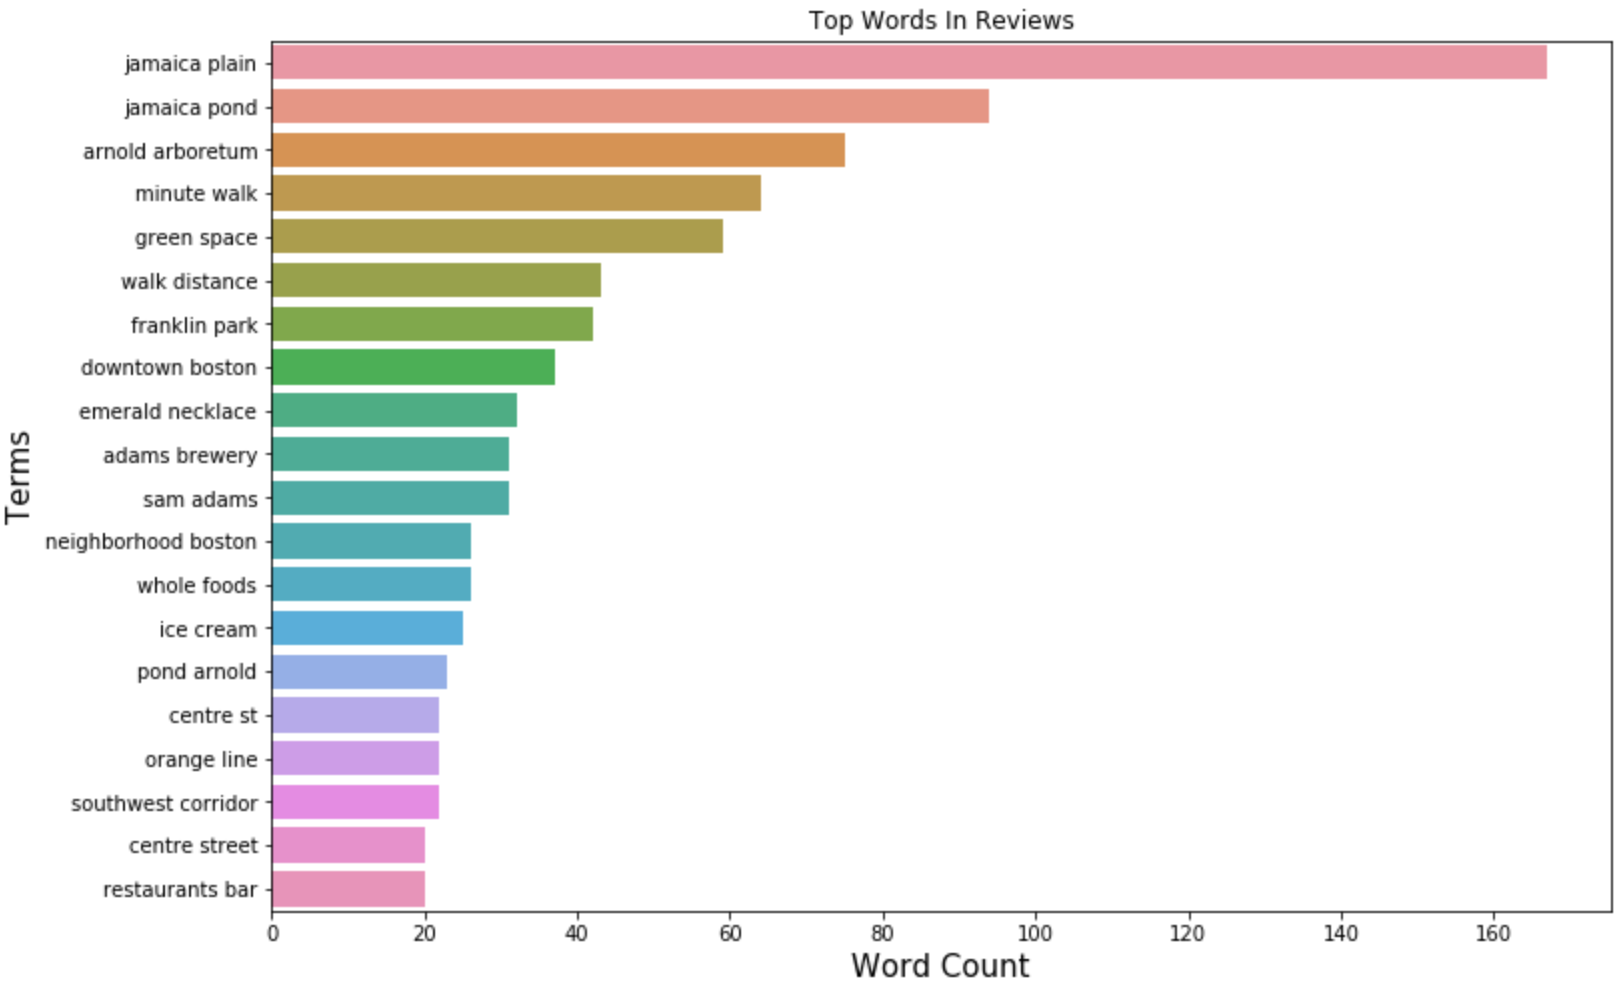 Top Words In Reviews
jamaica plain
jamaica pond
arnold arboretum
minute walk
green space
walk distance
franklin park
downtown boston
emerald necklace
adams brewery
sam adams
neighborhood boston
whole foods
ice cream
pond arnold
centre st
orange line
southwest corridor
centre street
restaurants bar
Terms
0 20 40 60 80 100 120 140 160
Word Count